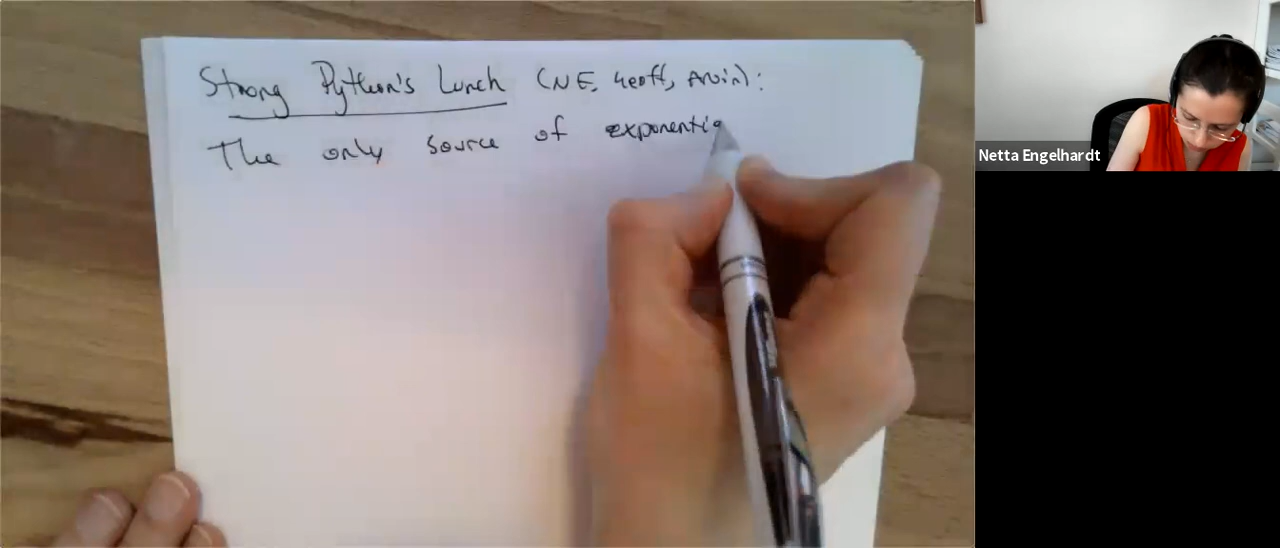 Strong Python's Lunch (NE, Geoff, Arvin):
The only source of exponentia
Netta Engelhardt